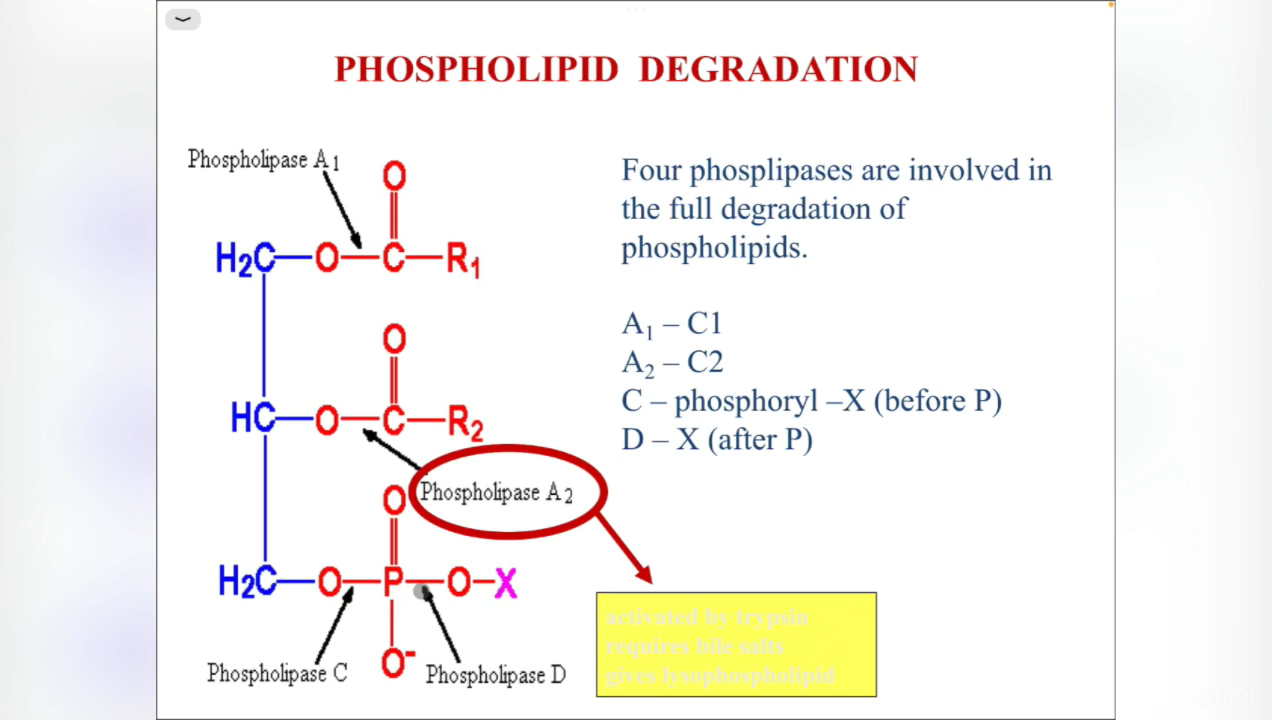 PHOSPHOLIPID DEGRADATION
Phospholipase A1
O
H2C O C R1
O
HC O C R2
Phospholipase A2
O
H2C O P O X
O-
Phospholipase C
Phospholipase D
Four phosplipases are involved in
the full degradation of
phospholipids.
A1 – C1
A2 – C2
C – phosphoryl –X (before P)
D – X (after P)
activated by trypsin
requires bile salts
gives lysophospholipid